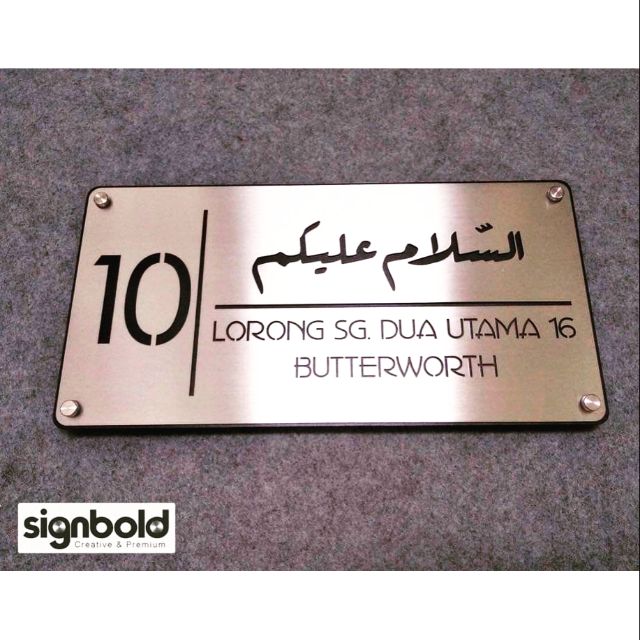 10
السّلام عليكم
LORONG SG. DUA UTAMA 16
BUTTERWORTH
signbold
Creative & Premium